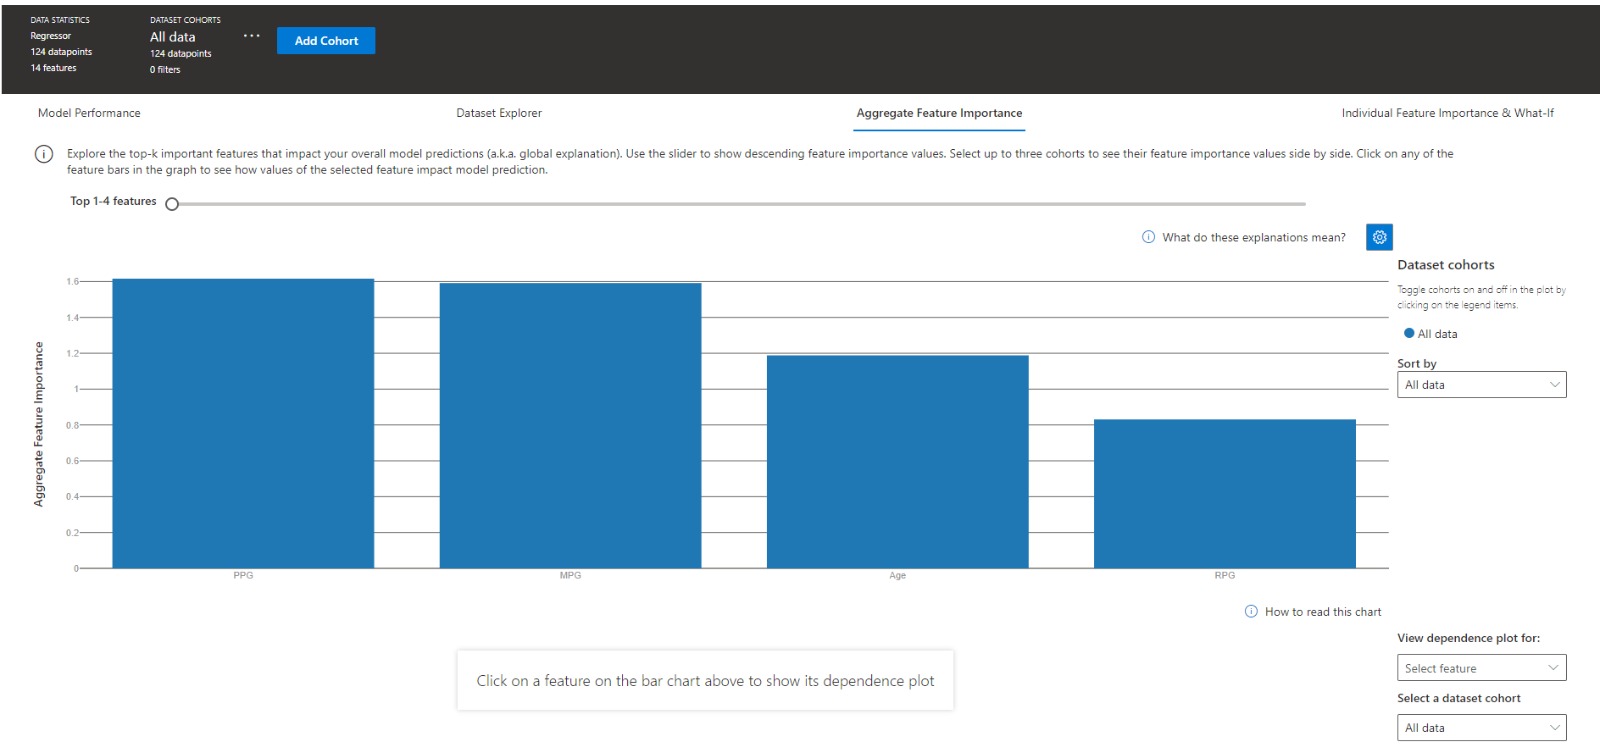 DATA STATISTICS
Regressor
124 datapoints
14 features
DATASET COHORTS
All data
124 datapoints
0 filters
...
Add Cohort
Model Performance
Dataset Explorer
Aggregate Feature Importance
Individual Feature Importance & What-If
Explore the top-k important features that impact your overall model predictions (a.k.a. global explanation). Use the slider to show descending feature importance values. Select up to three cohorts to see their feature importance values side by side. Click on any of the
feature bars in the graph to see how values of the selected feature impact model prediction.
Top 1-4 features
What do these explanations mean?
Aggregate Feature Importance
1.6
1.4
1.2
1
0.8
0.6
0.4
0.2
0
PPG
MPG
Age
RPG
Dataset cohorts
Toggle cohorts on and off in the plot by
clicking on the legend items.
All data
Sort by
All data
How to read this chart
Click on a feature on the bar chart above to show its dependence plot
View dependence plot for:
Select feature
Select a dataset cohort
All data